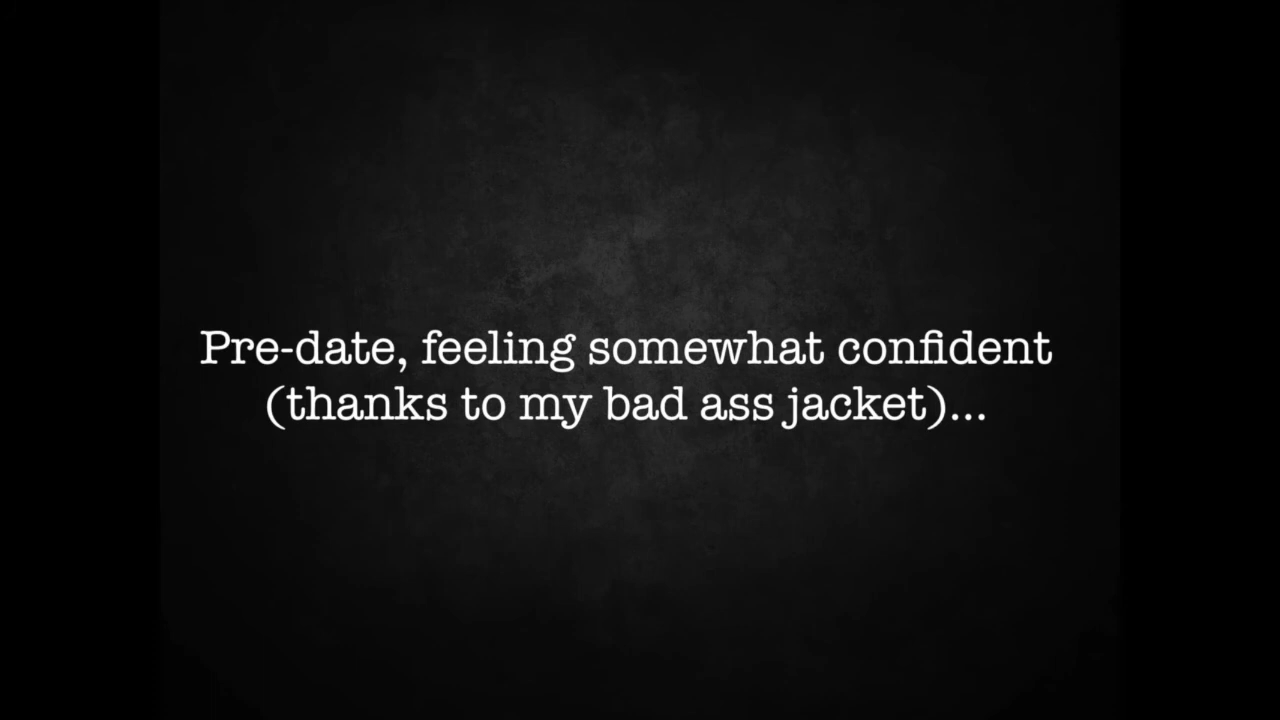 Pre-date, feeling somewhat confident
(thanks to my bad ass jacket)...